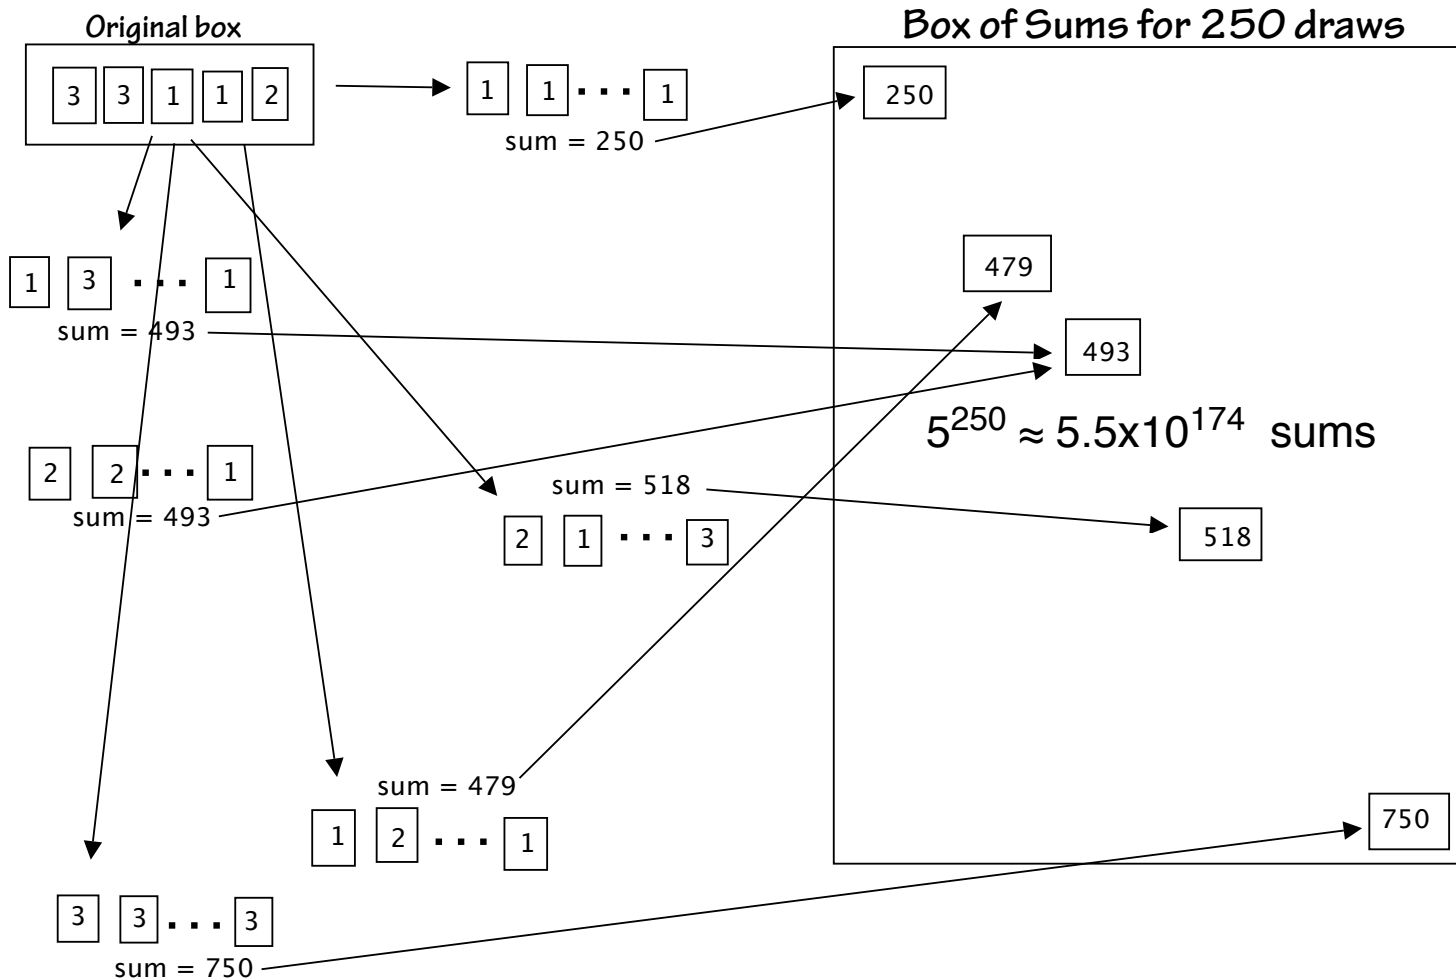 Original box
Box of Sums for 250 draws
3 3 1 1 2
1 1 ... 1
sum = 250
250
1 3 ... 1
sum = 493
479
493
5^250 ≈ 5.5x10^174 sums
2 2 ... 1
sum = 493
sum = 518
2 1 ... 3
518
sum = 479
1 2 ... 1
750
3 3 ... 3
sum = 750